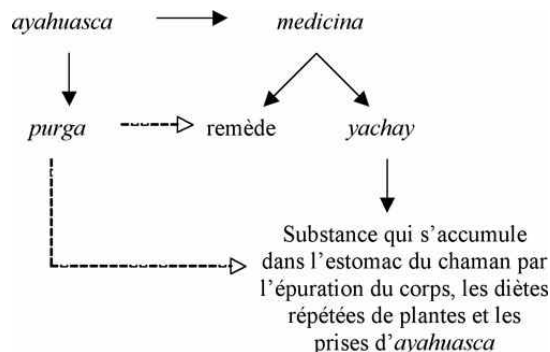 ayahuasca medicina
purga remède yachay
Substance qui s’accumule
dans l’estomac du chaman par
l’épuration du corps, les diètes
répétées de plantes et les
prises d’ayahuasca